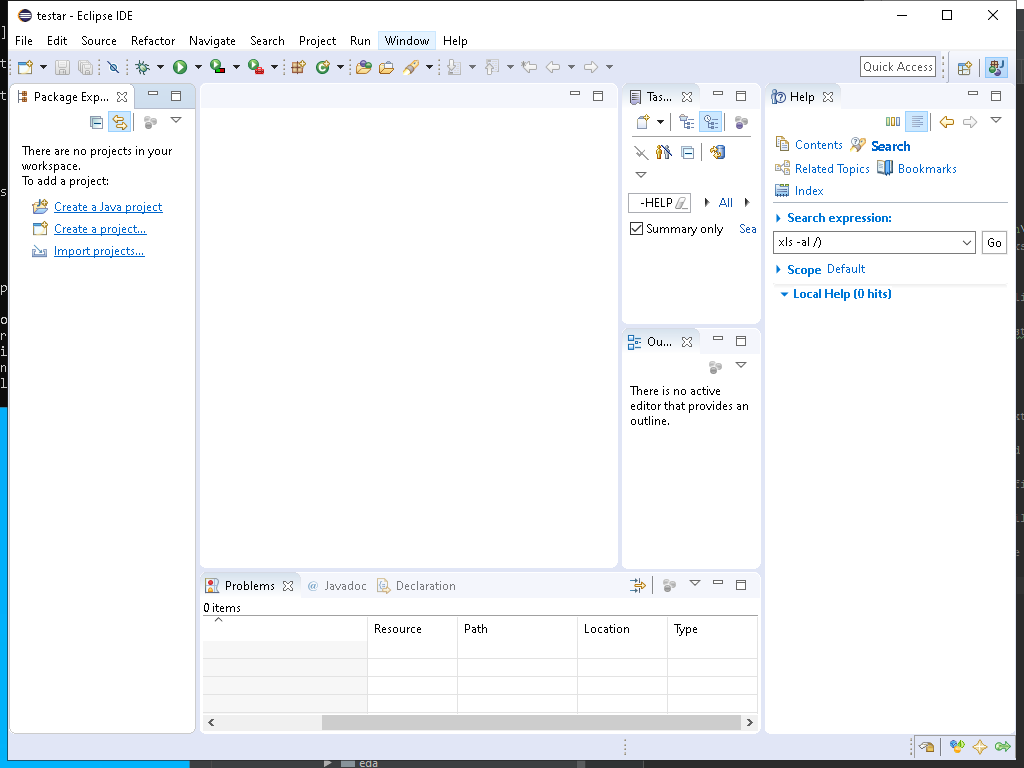 testar - Eclipse IDE
File Edit Source Refactor Navigate Search Project Run Window Help
Quick Access
Package Exp...
There are no projects in your
workspace.
To add a project:
Create a Java project
Create a project...
Import projects...
Tas...
-HELP
All
Summary only
Sea
Ou...
There is no active
editor that provides an
outline.
Help
Contents
Search
Related Topics
Bookmarks
Index
Search expression:
xls -al /)
Go
Scope Default
Local Help (0 hits)
Problems
@ Javadoc
Declaration
0 items
Resource Path Location Type
eda